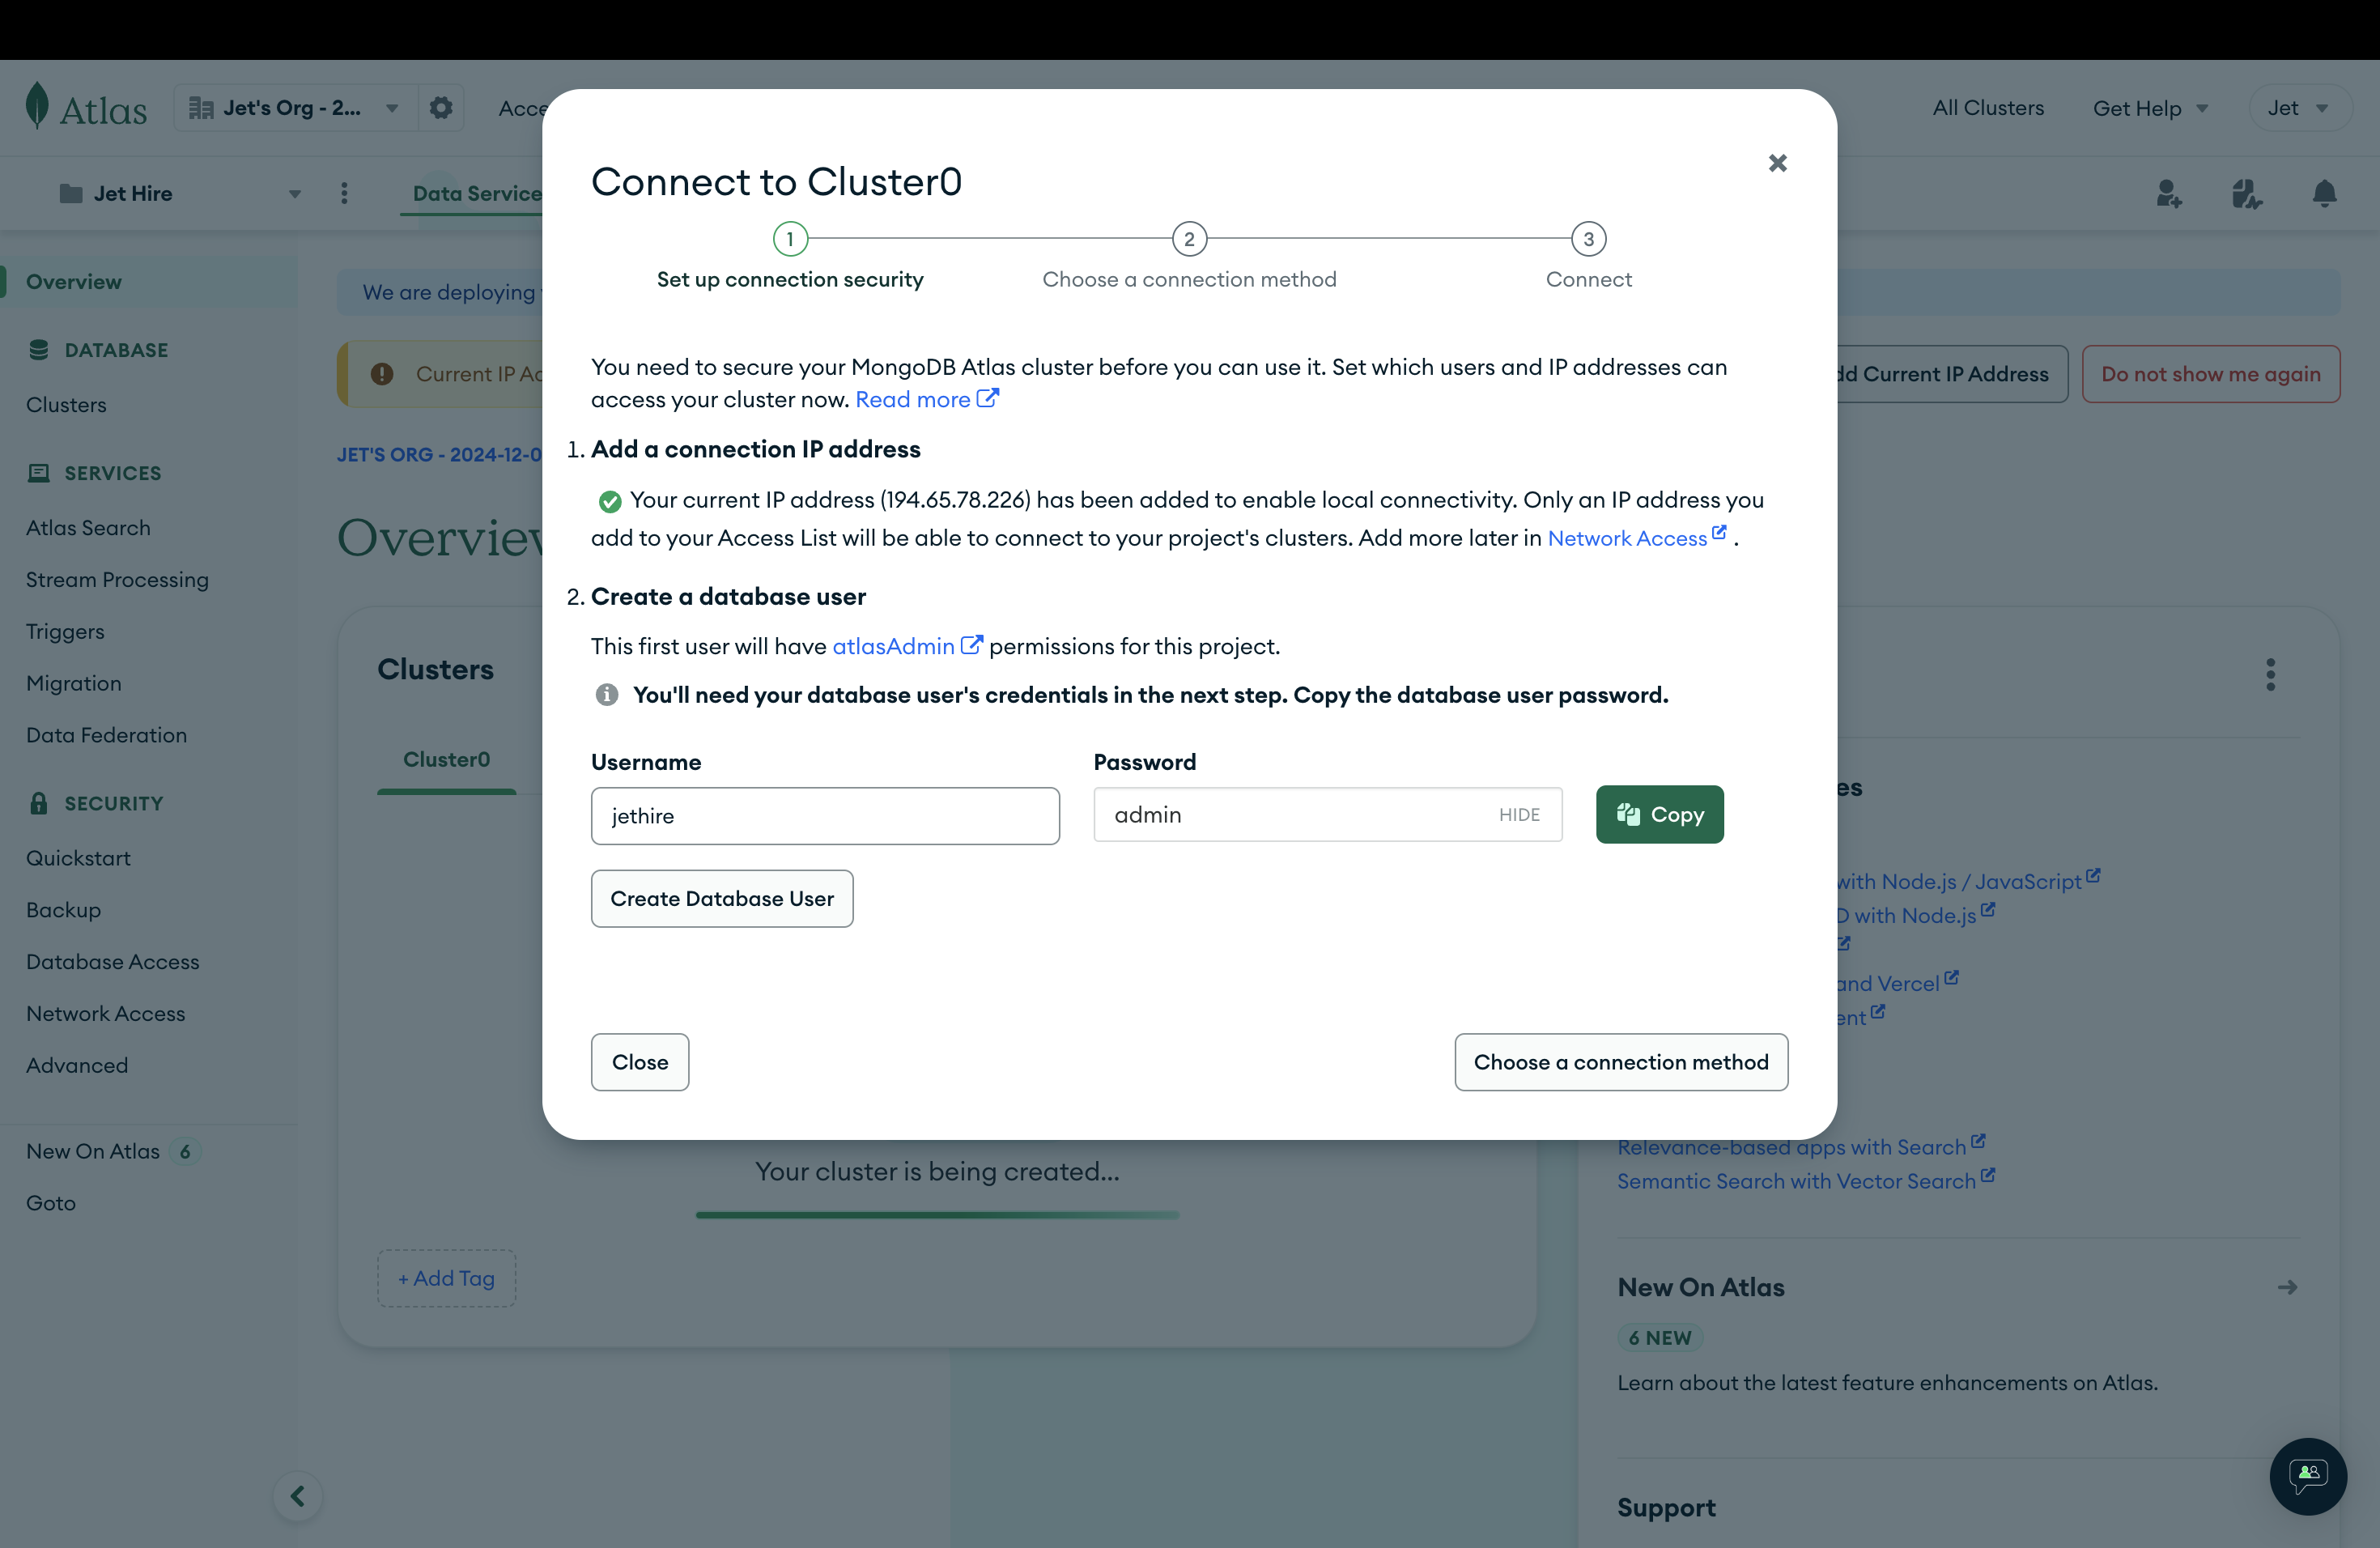 Atlas
Jet's Org - 2...
All Clusters
Get Help
Jet
Jet Hire
Overview
DATABASE
Clusters
SERVICES
Atlas Search
Stream Processing
Triggers
Migration
Data Federation
SECURITY
Quickstart
Backup
Database Access
Network Access
Advanced
New On Atlas 6
Goto
Data Service
We are deploying
Current IP
JET'S ORG - 2024-12-0
Clusters
Cluster0
Your cluster is being created...
+ Add Tag
Connect to Cluster0
1
2
3
Set up connection security
Choose a connection method
Connect
You need to secure your MongoDB Atlas cluster before you can use it. Set which users and IP addresses can
access your cluster now. Read more
1. Add a connection IP address
Your current IP address (194.65.78.226) has been added to enable local connectivity. Only an IP address you
add to your Access List will be able to connect to your project's clusters. Add more later in Network Access .
2. Create a database user
This first user will have atlasAdmin permissions for this project.
You'll need your database user's credentials in the next step. Copy the database user password.
Username
Password
jethire
admin
HIDE
Copy
Create Database User
Close
Choose a connection method
Current IP Address
Do not show me again
with Node.js / JavaScript
with Node.js
and Vercel
Relevance-based apps with Search
Semantic Search with Vector Search
New On Atlas
6 NEW
Learn about the latest feature enhancements on Atlas.
Support